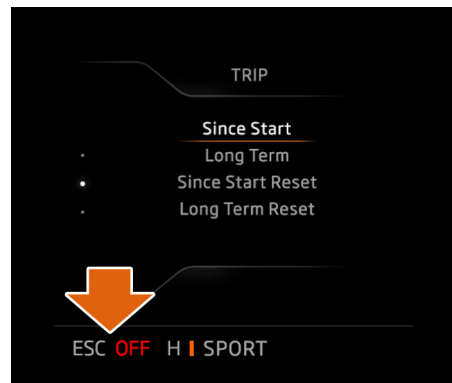 TRIP
Since Start
Long Term
Since Start Reset
Long Term Reset
ESC OFF H I SPORT